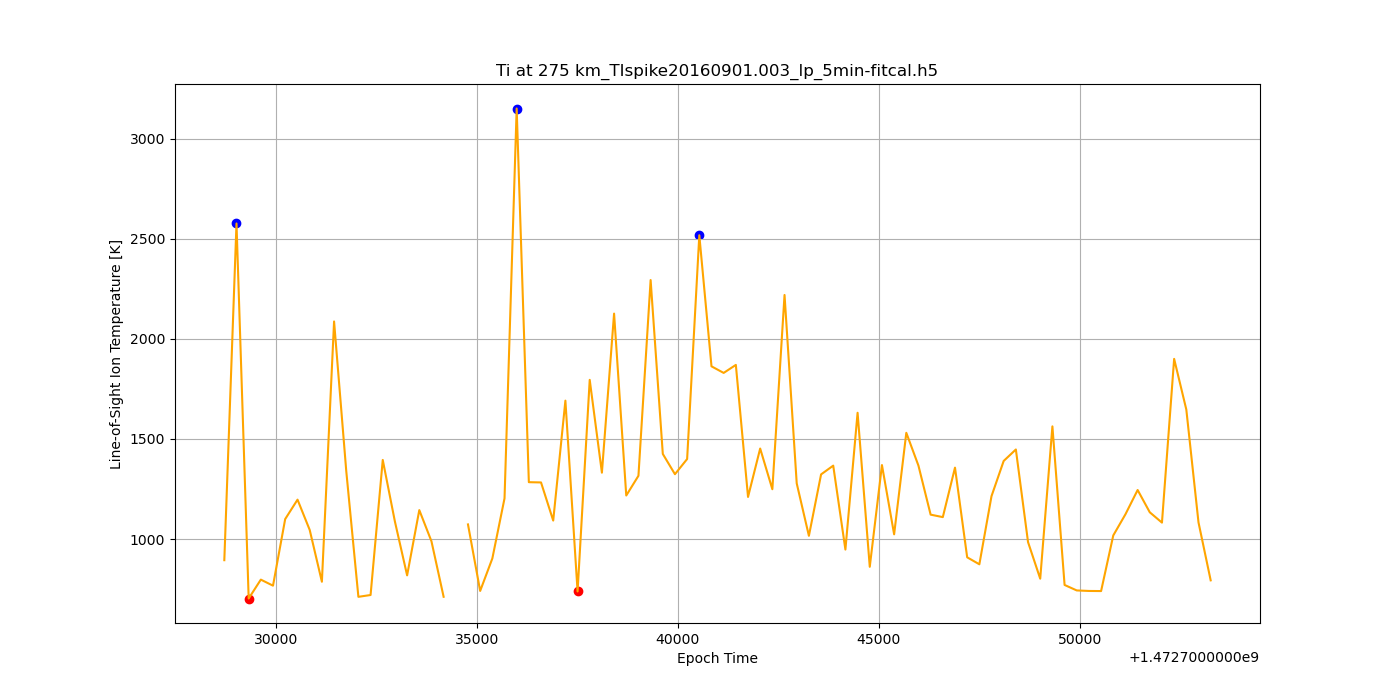 Ti at 275 km_TIspike20160901.003_lp_5min-fitcal.h5
Line-of-Sight Ion Temperature [K]
3000
2500
2000
1500
1000
30000 35000 40000 45000 50000
Epoch Time
+1.4727000000e9